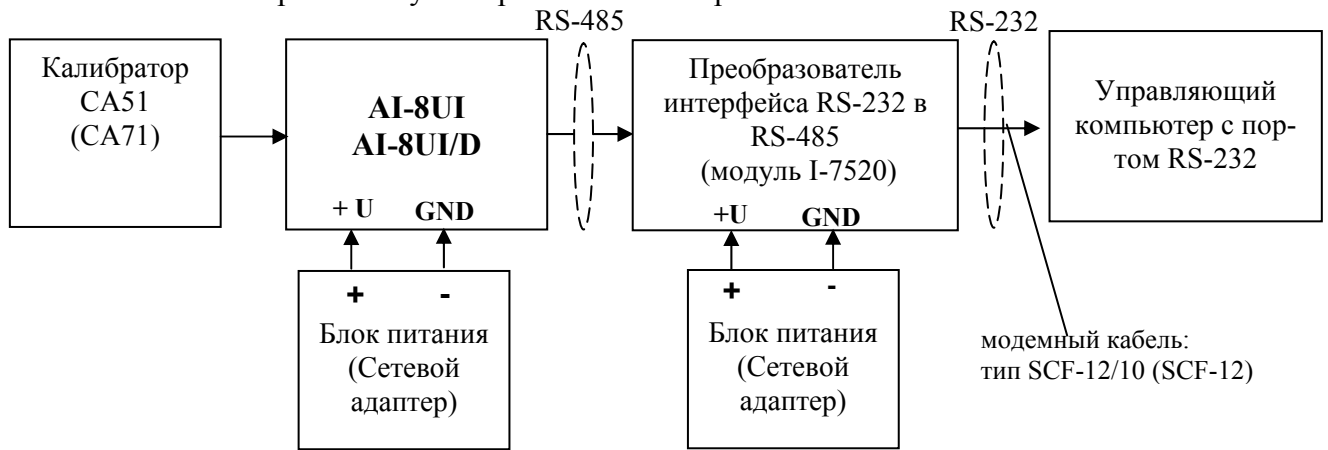 RS-485
RS-232
Калибратор
CA51
(CA71)
AI-8UI
AI-8UI/D
+ U GND
Преобразователь
интерфейса RS-232 в
RS-485
(модуль I-7520)
+U GND
Управляющий
компьютер с пор-
том RS-232
+ -
Блок питания
(Сетевой
адаптер)
+ -
Блок питания
(Сетевой
адаптер)
модемный кабель:
тип SCF-12/10 (SCF-12)